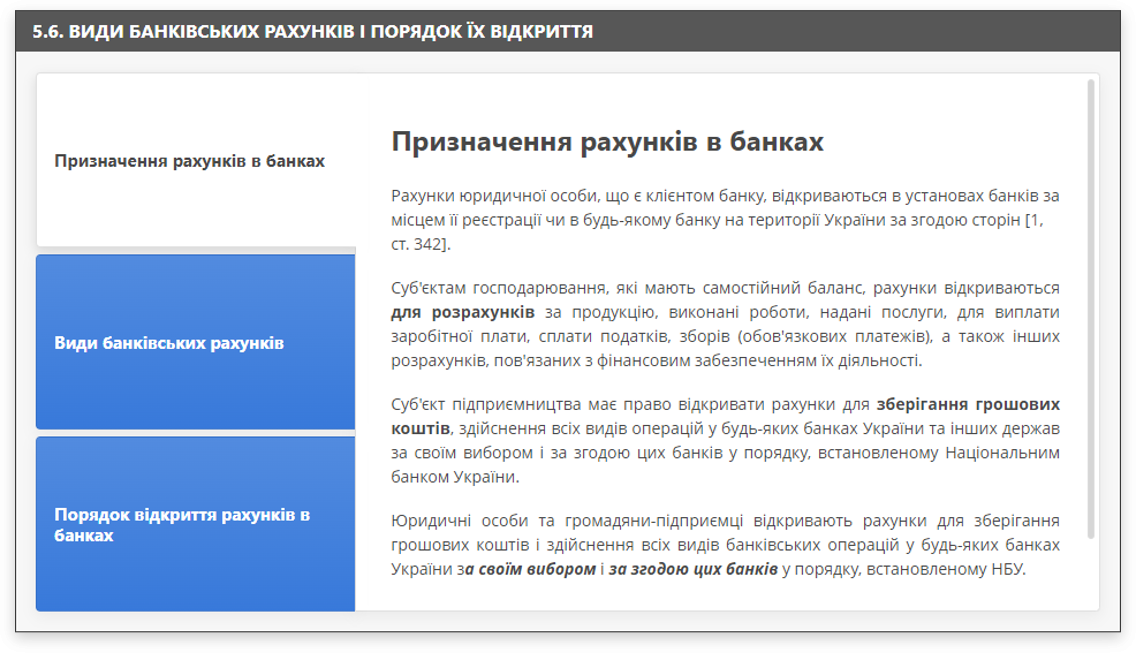 5.6. ВИДИ БАНКІВСЬКИХ РАХУНКІВ І ПОРЯДОК ЇХ ВІДКРИТТЯ
Призначення рахунків в банках
Види банківських рахунків
Порядок відкриття рахунків в
банках
Призначення рахунків в банках
Рахунки юридичної особи, що є клієнтом банку, відкриваються в установах банків за
місцем її реєстрації чи в будь-якому банку на території України за згодою сторін [1,
ст. 342].
Суб'єктам господарювання, які мають самостійний баланс, рахунки відкриваються
для розрахунків за продукцію, виконані роботи, надані послуги, для виплати
заробітної плати, сплати податків, зборів (обов'язкових платежів), а також інших
розрахунків, пов'язаних з фінансовим забезпеченням їх діяльності.
Суб'єкт підприємництва має право відкривати рахунки для зберігання грошових
коштів, здійснення всіх видів операцій у будь-яких банках України та інших держав
за своїм вибором і за згодою цих банків у порядку, встановленому Національним
банком України.
Юридичні особи та громадяни-підприємці відкривають рахунки для зберігання
грошових коштів і здійснення всіх видів банківських операцій у будь-яких банках
України за своїм вибором і за згодою цих банків у порядку, встановленому НБУ.